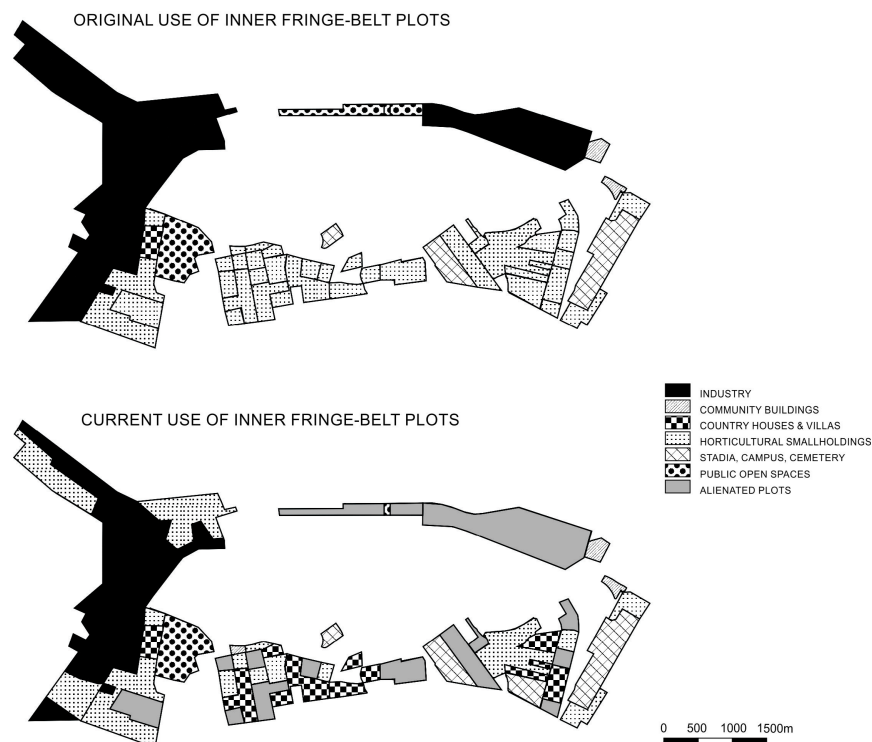 ORIGINAL USE OF INNER FRINGE-BELT PLOTS
CURRENT USE OF INNER FRINGE-BELT PLOTS
INDUSTRY
COMMUNITY BUILDINGS
COUNTRY HOUSES & VILLAS
HORTICULTURAL SMALLHOLDINGS
STADIA, CAMPUS, CEMETERY
PUBLIC OPEN SPACES
ALIENATED PLOTS
0 500 1000 1500m